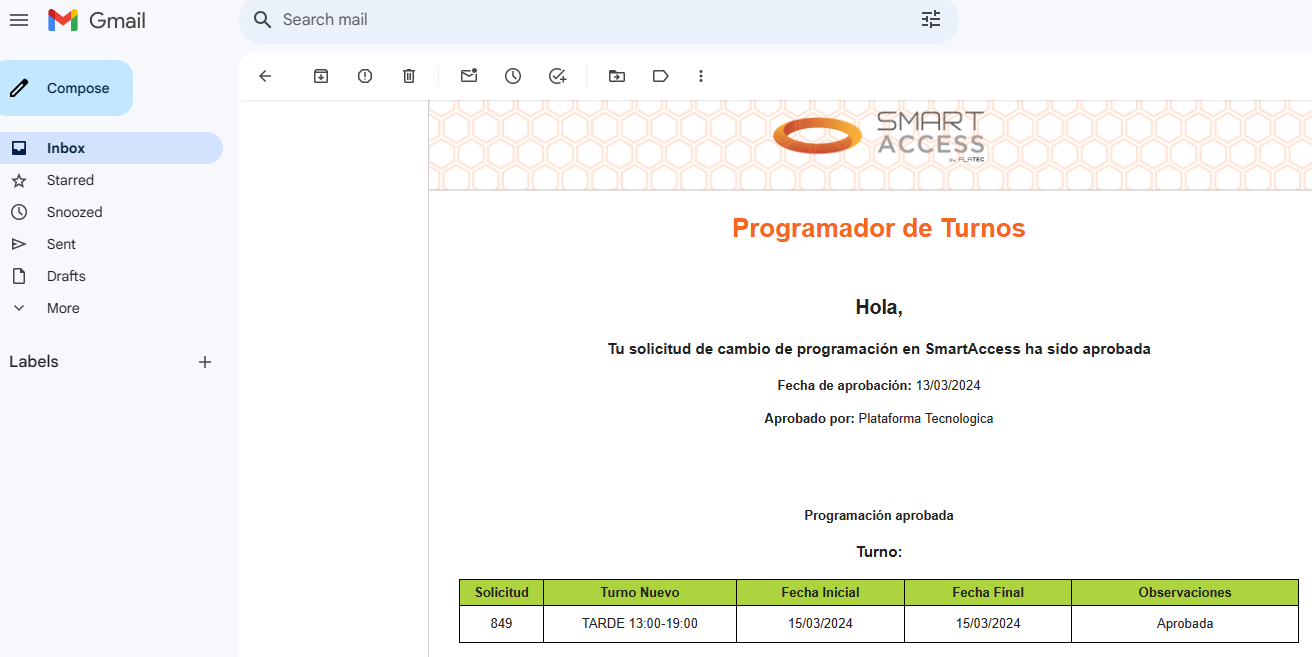 Gmail
Search mail
Compose
Inbox
Starred
Snoozed
Sent
Drafts
More
Labels
SMART
ACCESS
BY PLATEC
Programador de Turnos
Hola,
Tu solicitud de cambio de programación en SmartAccess ha sido aprobada
Fecha de aprobación: 13/03/2024
Aprobado por: Plataforma Tecnologica
Programación aprobada
Turno:
Solicitud Turno Nuevo Fecha Inicial Fecha Final Observaciones
849 TARDE 13:00-19:00 15/03/2024 15/03/2024 Aprobada